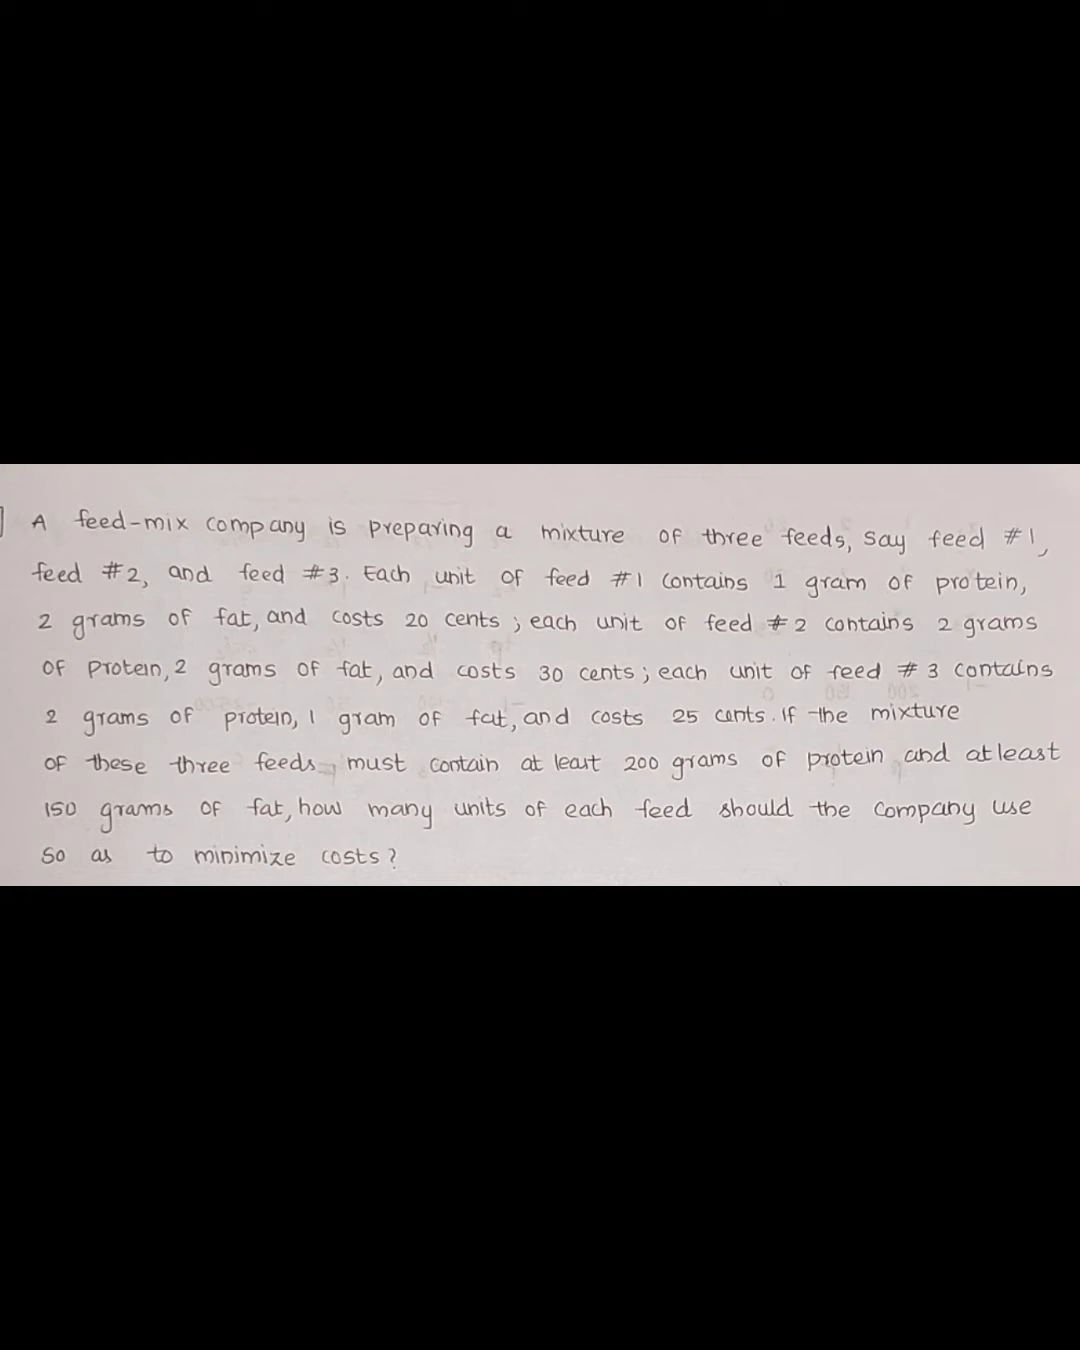 ] A feed-mix company is preparing a mixture of three feeds, say feed #1,
feed #2, and feed #3. Each unit of feed #1 contains 1 gram of protein,
2 grams of fat, and costs 20 cents; each unit of feed #2 contains 2 grams
of protein, 2 grams of fat, and costs 30 cents; each unit of feed #3 contains
2 grams of protein, 1 gram of fat, and costs 25 cents. If the mixture
of these three feeds, must contain at least 200 grams of protein and atleast
150 grams of fat, how many units of each feed should the company use
so as to minimize costs?